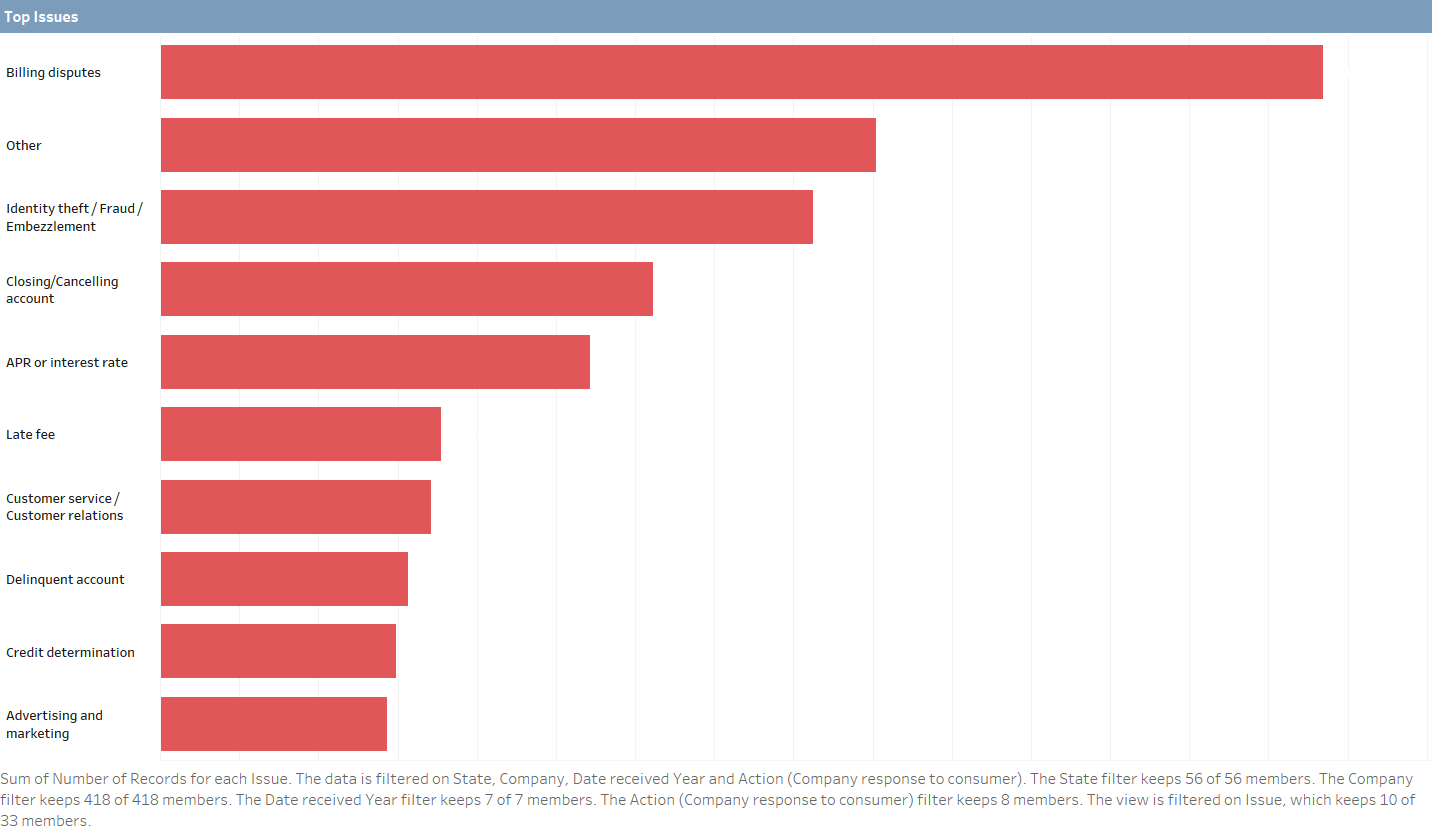 Top Issues
Billing disputes
Other
Identity theft / Fraud /
Embezzlement
Closing/Cancelling
account
APR or interest rate
Late fee
Customer service /
Customer relations
Delinquent account
Credit determination
Advertising and
marketing
Sum of Number of Records for each Issue. The data is filtered on State, Company, Date received Year and Action (Company response to consumer). The State filter keeps 56 of 56 members. The Company
filter keeps 418 of 418 members. The Date received Year filter keeps 7 of 7 members. The Action (Company response to consumer) filter keeps 8 members. The view is filtered on Issue, which keeps 10 of
33 members.